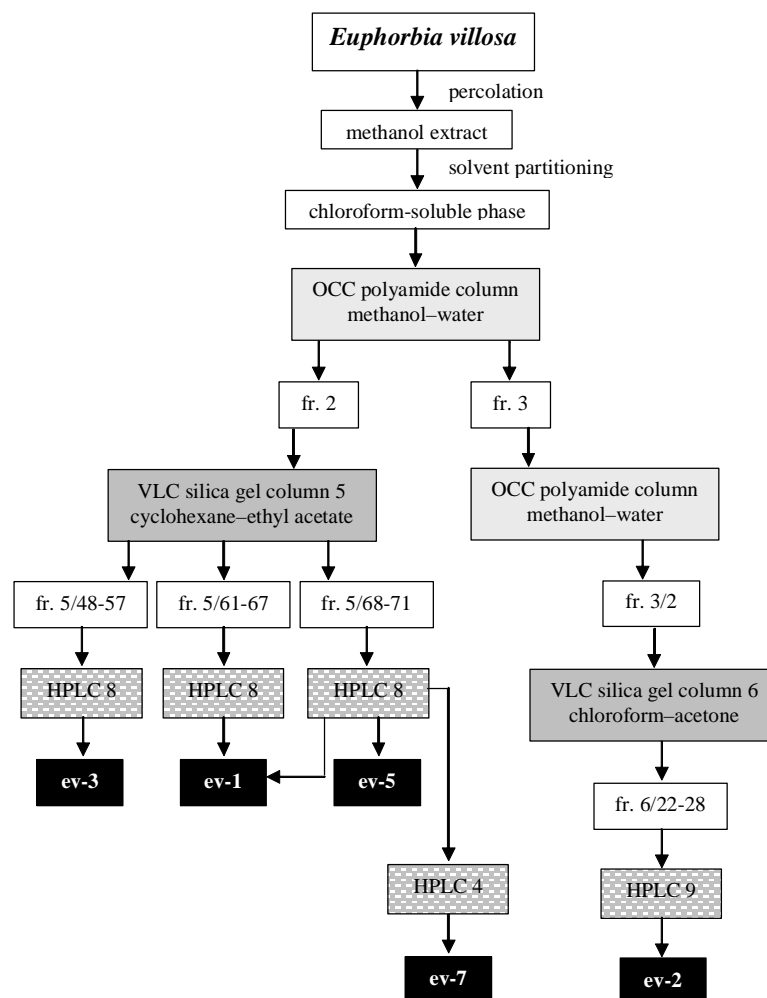 Euphorbia villosa
percolation
methanol extract
solvent partitioning
chloroform-soluble phase
OCC polyamide column
methanol–water
fr. 2
fr. 3
VLC silica gel column 5
cyclohexane–ethyl acetate
OCC polyamide column
methanol–water
fr. 5/48-57
fr. 5/61-67
fr. 5/68-71
fr. 3/2
HPLC 8
HPLC 8
HPLC 8
VLC silica gel column 6
chloroform–acetone
ev-3
ev-1
ev-5
fr. 6/22-28
HPLC 4
HPLC 9
ev-7
ev-2